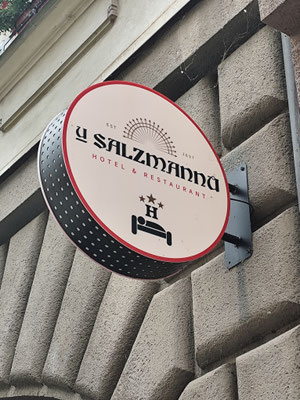 EST
1637
U SALZMANNŮ
HOTEL & RESTAURANT
H